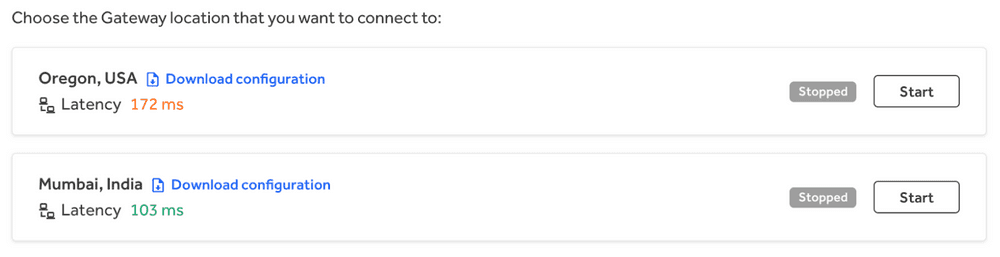 Choose the Gateway location that you want to connect to:
Oregon, USA Download configuration
Latency 172 ms
Stopped Start
Mumbai, India Download configuration
Latency 103 ms
Stopped Start